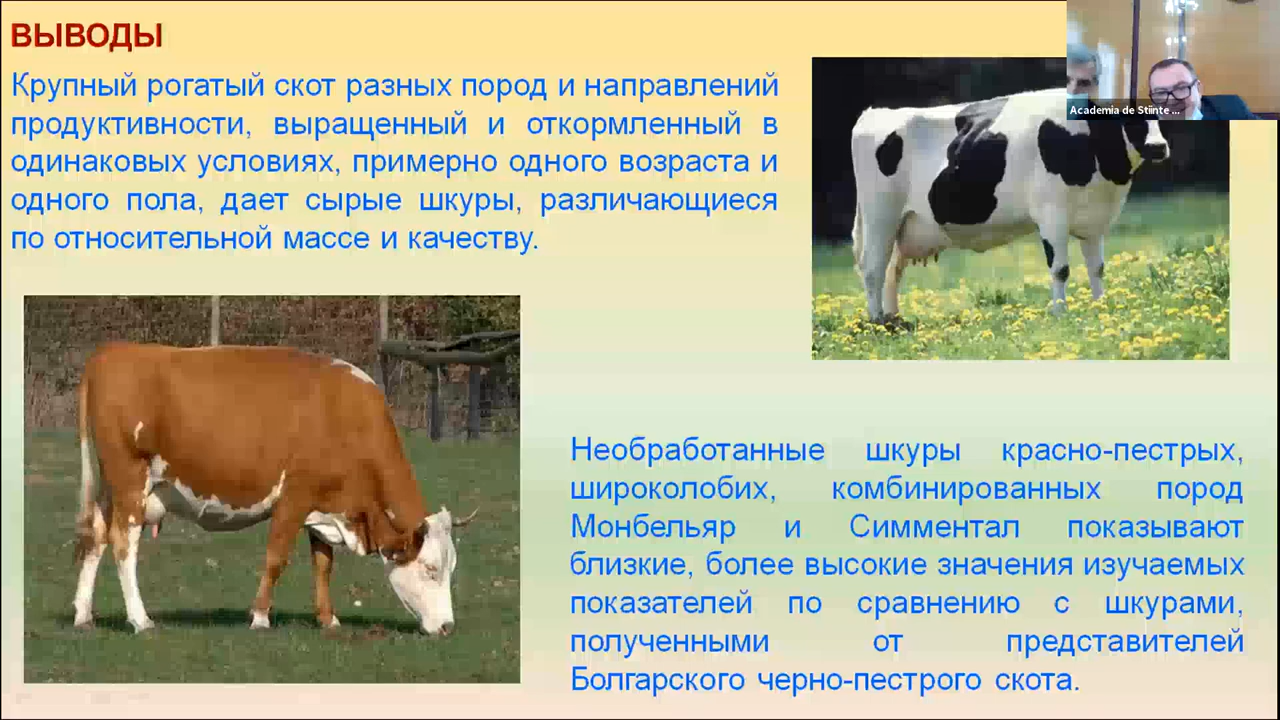 ВЫВОДЫ
Крупный рогатый скот разных пород и направлений
продуктивности, выращенный и откормленный в
одинаковых условиях, примерно одного возраста и
одного пола, дает сырые шкуры, различающиеся
по относительной массе и качеству.
Academia de Stiinte ...
Необработанные шкуры красно-пестрых,
широколобих, комбинированных пород
Монбельяр и Симментал показывают
близкие, более высокие значения изучаемых
показателей по сравнению с шкурами,
полученными от представителей
Болгарского черно-пестрого скота.